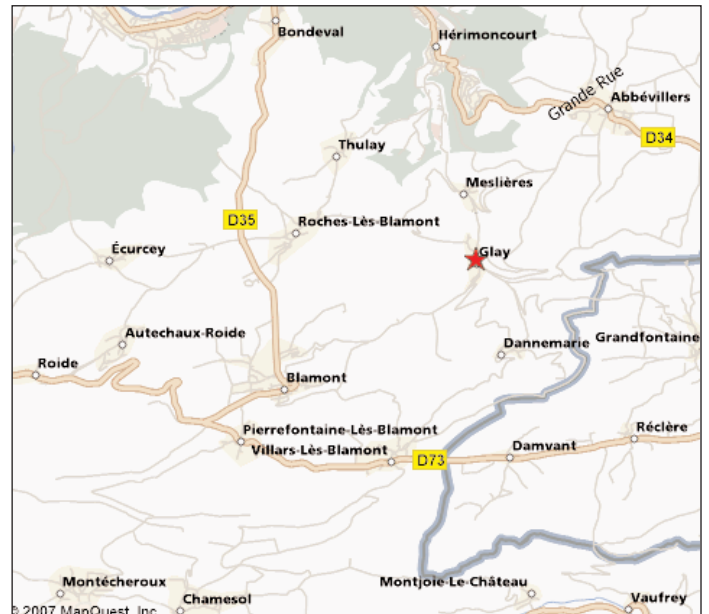 Bondeval
Hérimoncourt
Grande Rue
Abbévillers
D34
Thulay
Meslières
D35
Roches-Lès-Blamont
Glay
Écurcey
Autechaux-Roide
Dannemarie
Grandfontaine
Roide
Blamont
Pierrefontaine-Lès-Blamont
Réclère
Villars-Lès-Blamont
D73
Damvant
Montécheroux
Chamesol
Montjoie-Le-Château
Vaufrey
© 2007 MapQuest, Inc.